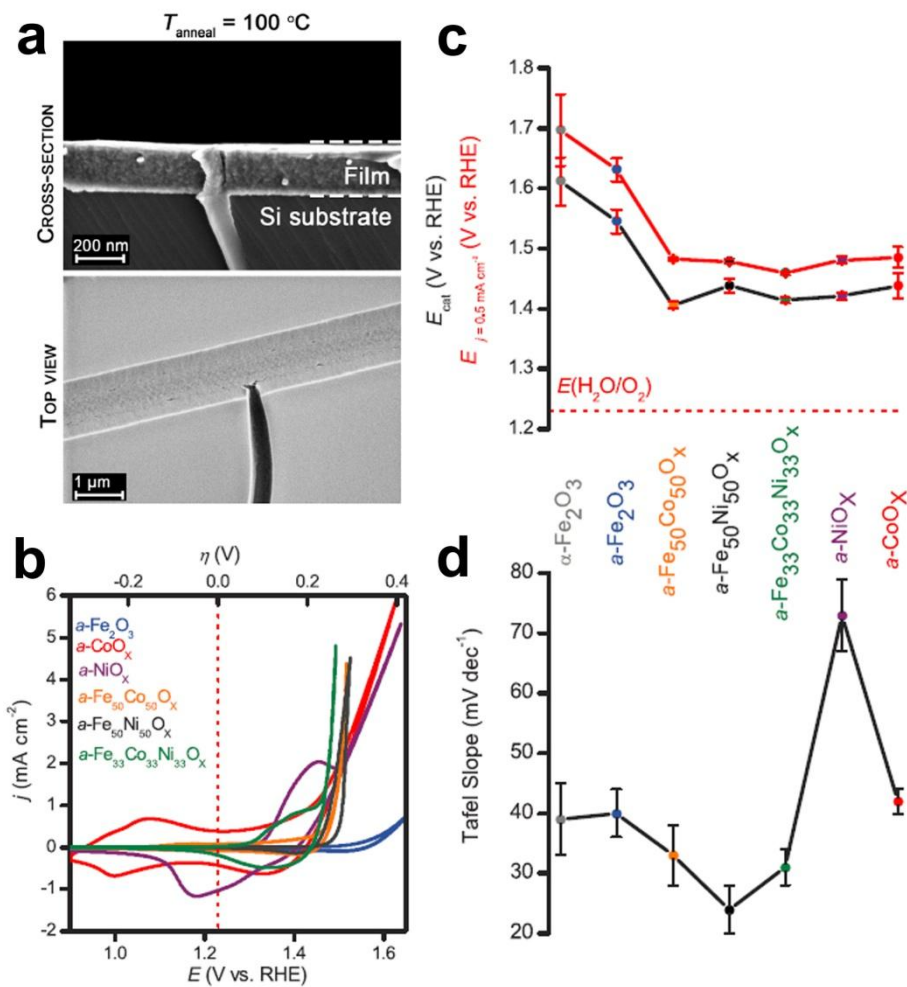 a
T anneal = 100 °C
CROSS-SECTION
Film
Si substrate
200 nm
TOP VIEW
1 µm
b
η (V)
-0.2 0.0 0.2 0.4
6
5
4
3
2
1
0
-1
-2
j (mA cm⁻²)
a-Fe₂O₃
a-CoOₓ
a-NiOₓ
a-Fe₅₀Co₅₀Oₓ
a-Fe₅₀Ni₅₀Oₓ
a-Fe₃₃Co₃₃Ni₃₃Oₓ
1.0 1.2 1.4 1.6
E (V vs. RHE)
c
1.8
1.7
1.6
1.5
1.4
1.3
1.2
E cat (V vs. RHE)
E j = 0.5 mA cm⁻² (V vs. RHE)
E(H₂O/O₂)
α-Fe₂O₃
a-Fe₂O₃
a-Fe₅₀Co₅₀Oₓ
a-Fe₅₀Ni₅₀Oₓ
a-Fe₃₃Co₃₃Ni₃₃Oₓ
a-NiOₓ
a-CoOₓ
d
80
70
60
50
40
30
20
Tafel Slope (mV dec⁻¹)